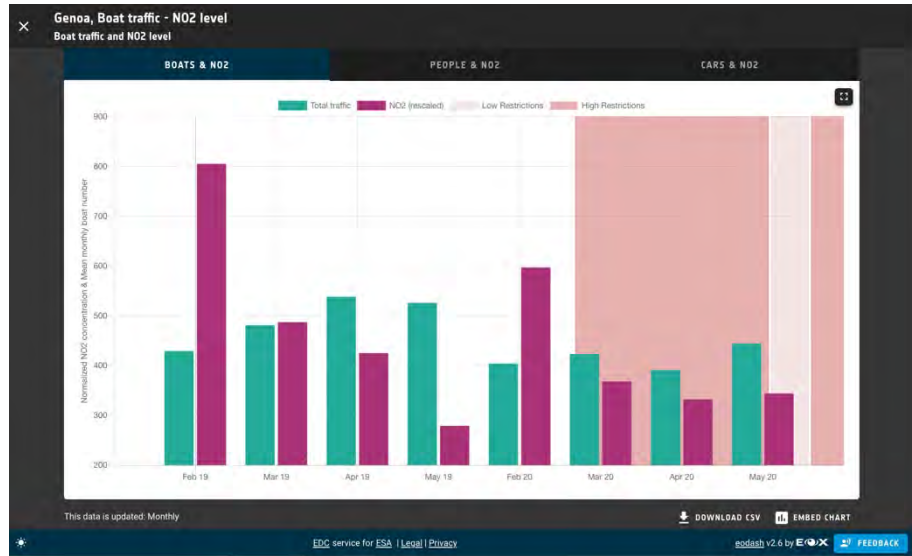 Genoa, Boat traffic - NO2 level
Boat traffic and NO2 level
BOATS & NO2
PEOPLE & NO2
CARS & NO2
Total traffic
NO2 (rescaled)
Low Restrictions
High Restrictions
Normalized NO2 concentration & Mean monthly boat number
900
800
700
600
500
400
300
200
Feb 19
Mar 19
Apr 19
May 19
Feb 20
Mar 20
Apr 20
May 20
This data is updated: Monthly
DOWNLOAD CSV
EMBED CHART
EDC service for ESA | Legal | Privacy
eodash v2.6 by EOX
FEEDBACK